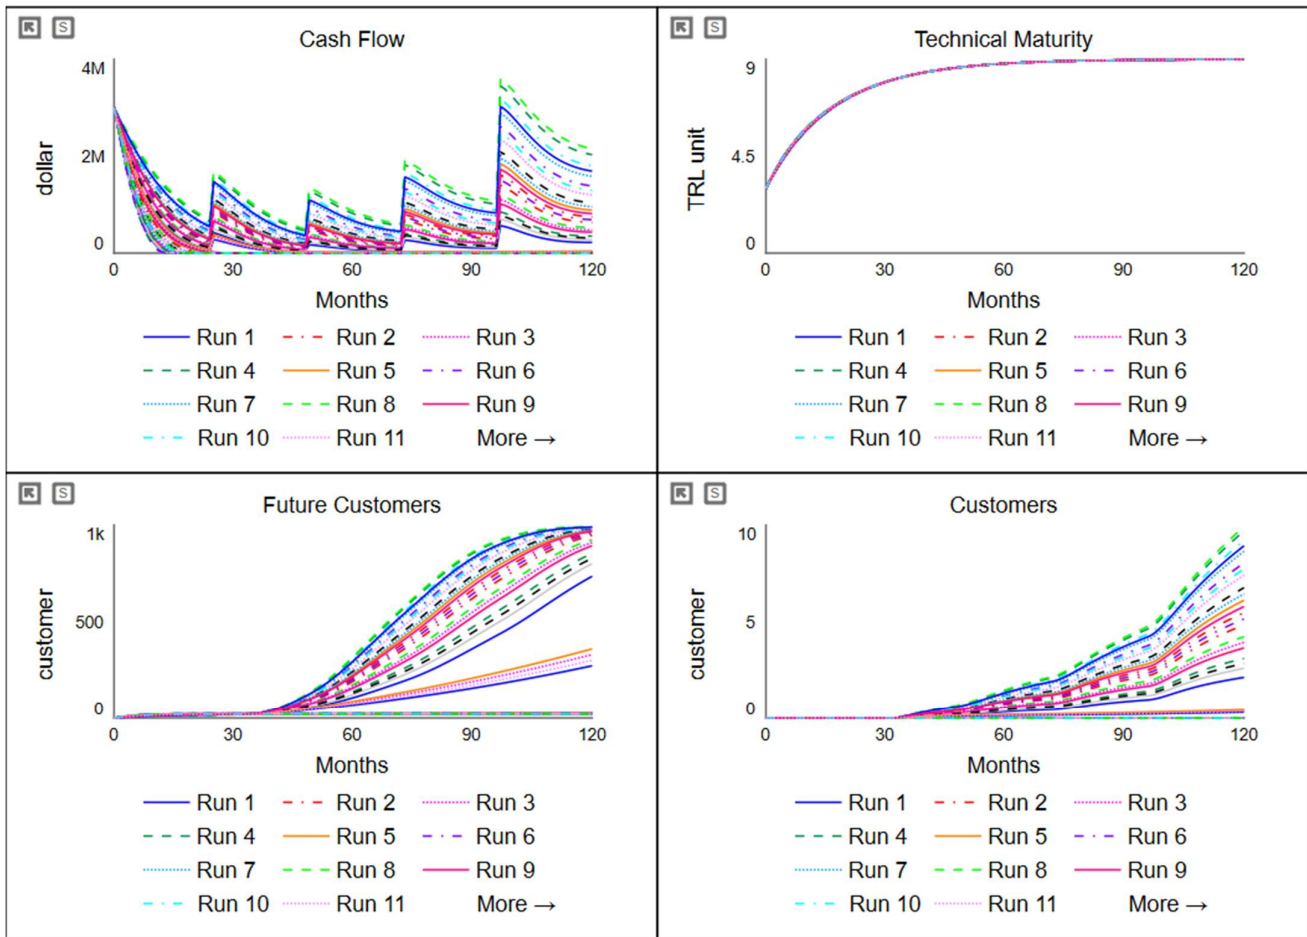 S
Cash Flow
dollar
4M
2M
0
0 30 60 90 120
Months
Run 1 Run 2 Run 3
Run 4 Run 5 Run 6
Run 7 Run 8 Run 9
Run 10 Run 11 More →
S
Technical Maturity
TRL unit
9
4.5
0
0 30 60 90 120
Months
Run 1 Run 2 Run 3
Run 4 Run 5 Run 6
Run 7 Run 8 Run 9
Run 10 Run 11 More →
S
Future Customers
customer
1k
500
0
0 30 60 90 120
Months
Run 1 Run 2 Run 3
Run 4 Run 5 Run 6
Run 7 Run 8 Run 9
Run 10 Run 11 More →
S
Customers
customer
10
5
0
0 30 60 90 120
Months
Run 1 Run 2 Run 3
Run 4 Run 5 Run 6
Run 7 Run 8 Run 9
Run 10 Run 11 More →